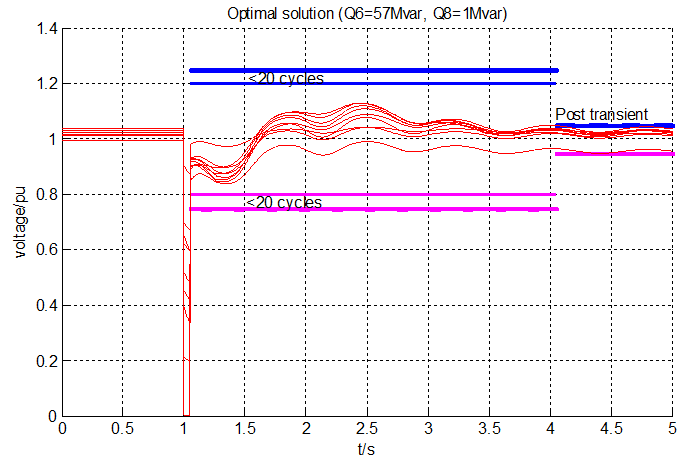 Optimal solution (Q6=57Mvar, Q8=1Mvar)
1.4
1.2
1
0.8
0.6
0.4
0.2
0
voltage/pu
<20 cycles
Post transient
<20 cycles
0 0.5 1 1.5 2 2.5 3 3.5 4 4.5 5
t/s